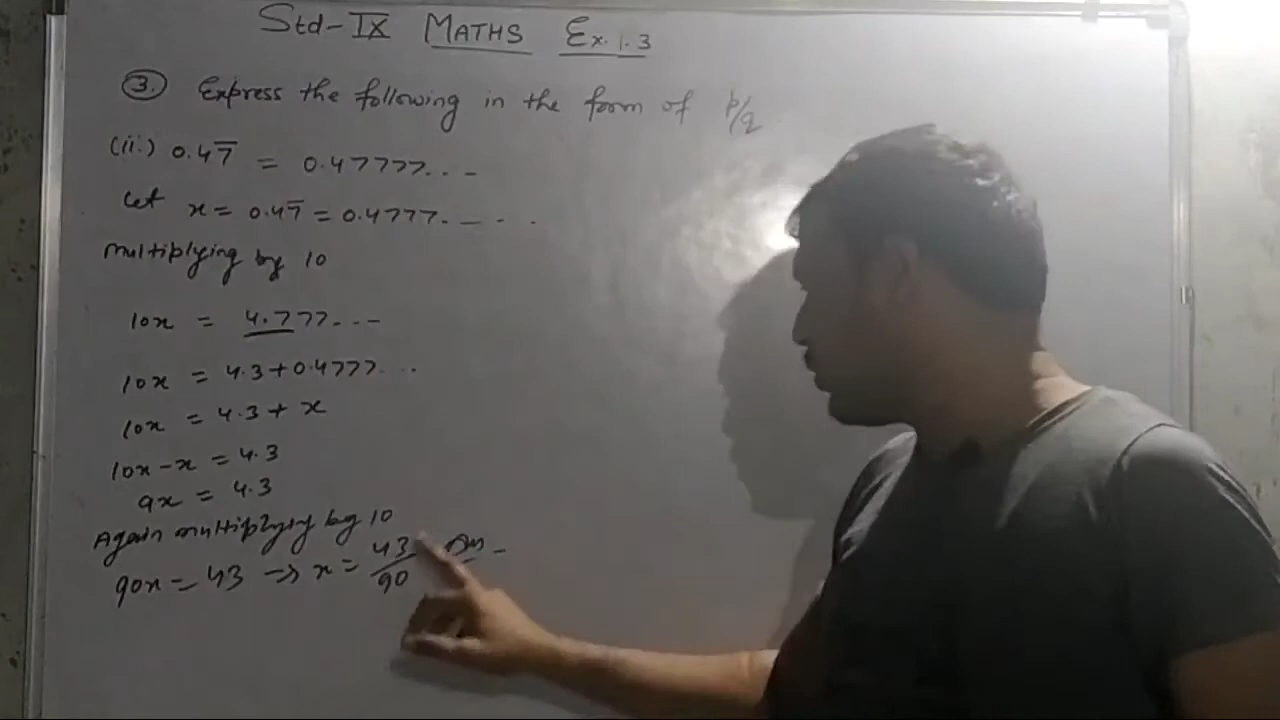 Std-IX MATHS Ex.1.3
3. Express the following in the form of p/q
(ii.) 0.47̅ = 0.47777...-
Let x = 0.47̅ = 0.4777.--..
multiplying by 10
10x = 4.777---
10x = 4.3+0.4777...
10x = 4.3+x
10x-x = 4.3
9x = 4.3
Again multiplying by 10
90x = 43 => x = 43/90 Ans-